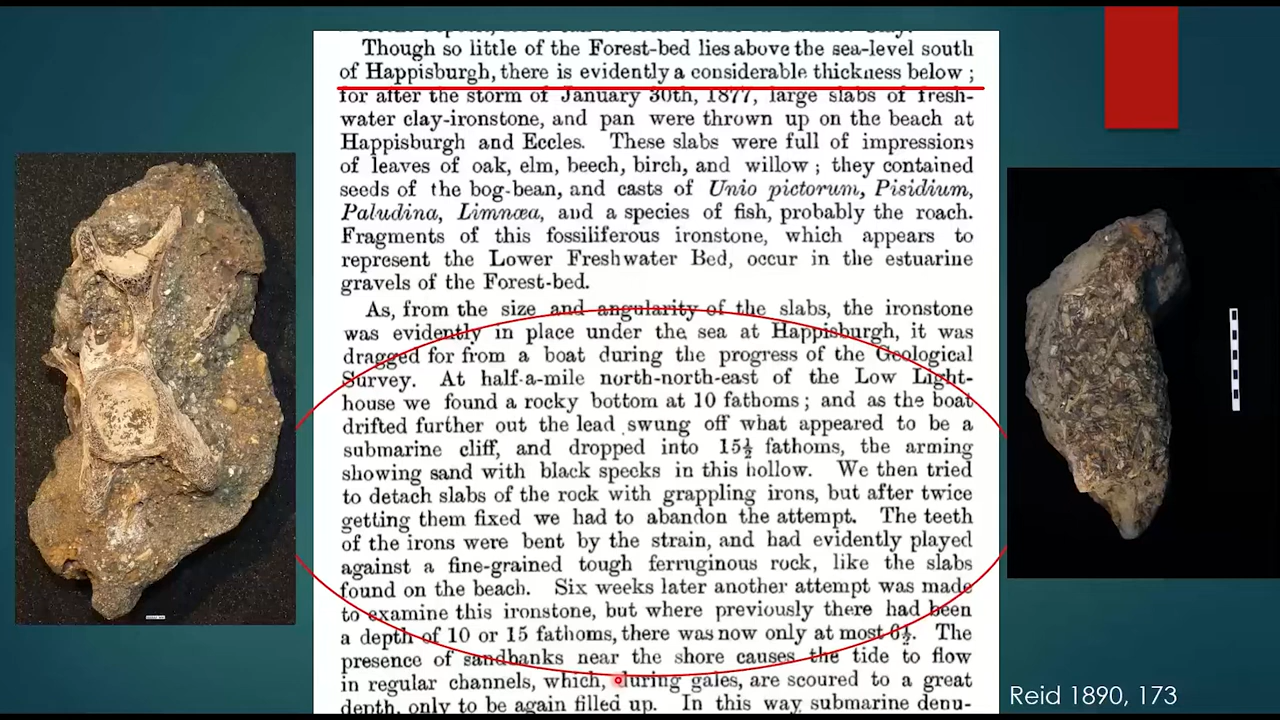 Though so little of the Forest-bed lies above the sea-level south
of Happisburgh, there is evidently a considerable thickness below ;
for after the storm of January 30th, 1877, large slabs of fresh-
water clay-ironstone, and pan were thrown up on the beach at
Happisburgh and Eccles. These slabs were full of impressions
of leaves of oak, elm, beech, birch, and willow ; they contained
seeds of the bog-bean, and casts of Unio pictorum, Pisidium,
Paludina, Limnæa, and a species of fish, probably the roach.
Fragments of this fossiliferous ironstone, which appears to
represent the Lower Freshwater Bed, occur in the estuarine
gravels of the Forest-bed.
As, from the size and angularity of the slabs, the ironstone
was evidently in place under the sea at Happisburgh, it was
dragged for from a boat during the progress of the Geological
Survey. At half-a-mile north-north-east of the Low Light-
house we found a rocky bottom at 10 fathoms ; and as the boat
drifted further out the lead swung off what appeared to be a
submarine cliff, and dropped into 15½ fathoms, the arming
showing sand with black specks in this hollow. We then tried
to detach slabs of the rock with grappling irons, but after twice
getting them fixed we had to abandon the attempt. The teeth
of the irons were bent by the strain, and had evidently played
against a fine-grained tough ferruginous rock, like the slabs
found on the beach. Six weeks later another attempt was made
to examine this ironstone, but where previously there had been
a depth of 10 or 15 fathoms, there was now only at most 6½. The
presence of sandbanks near the shore causes the tide to flow
in regular channels, which, during gales, are scoured to a great
depth, only to be again filled up. In this way submarine denu-
Reid 1890, 173